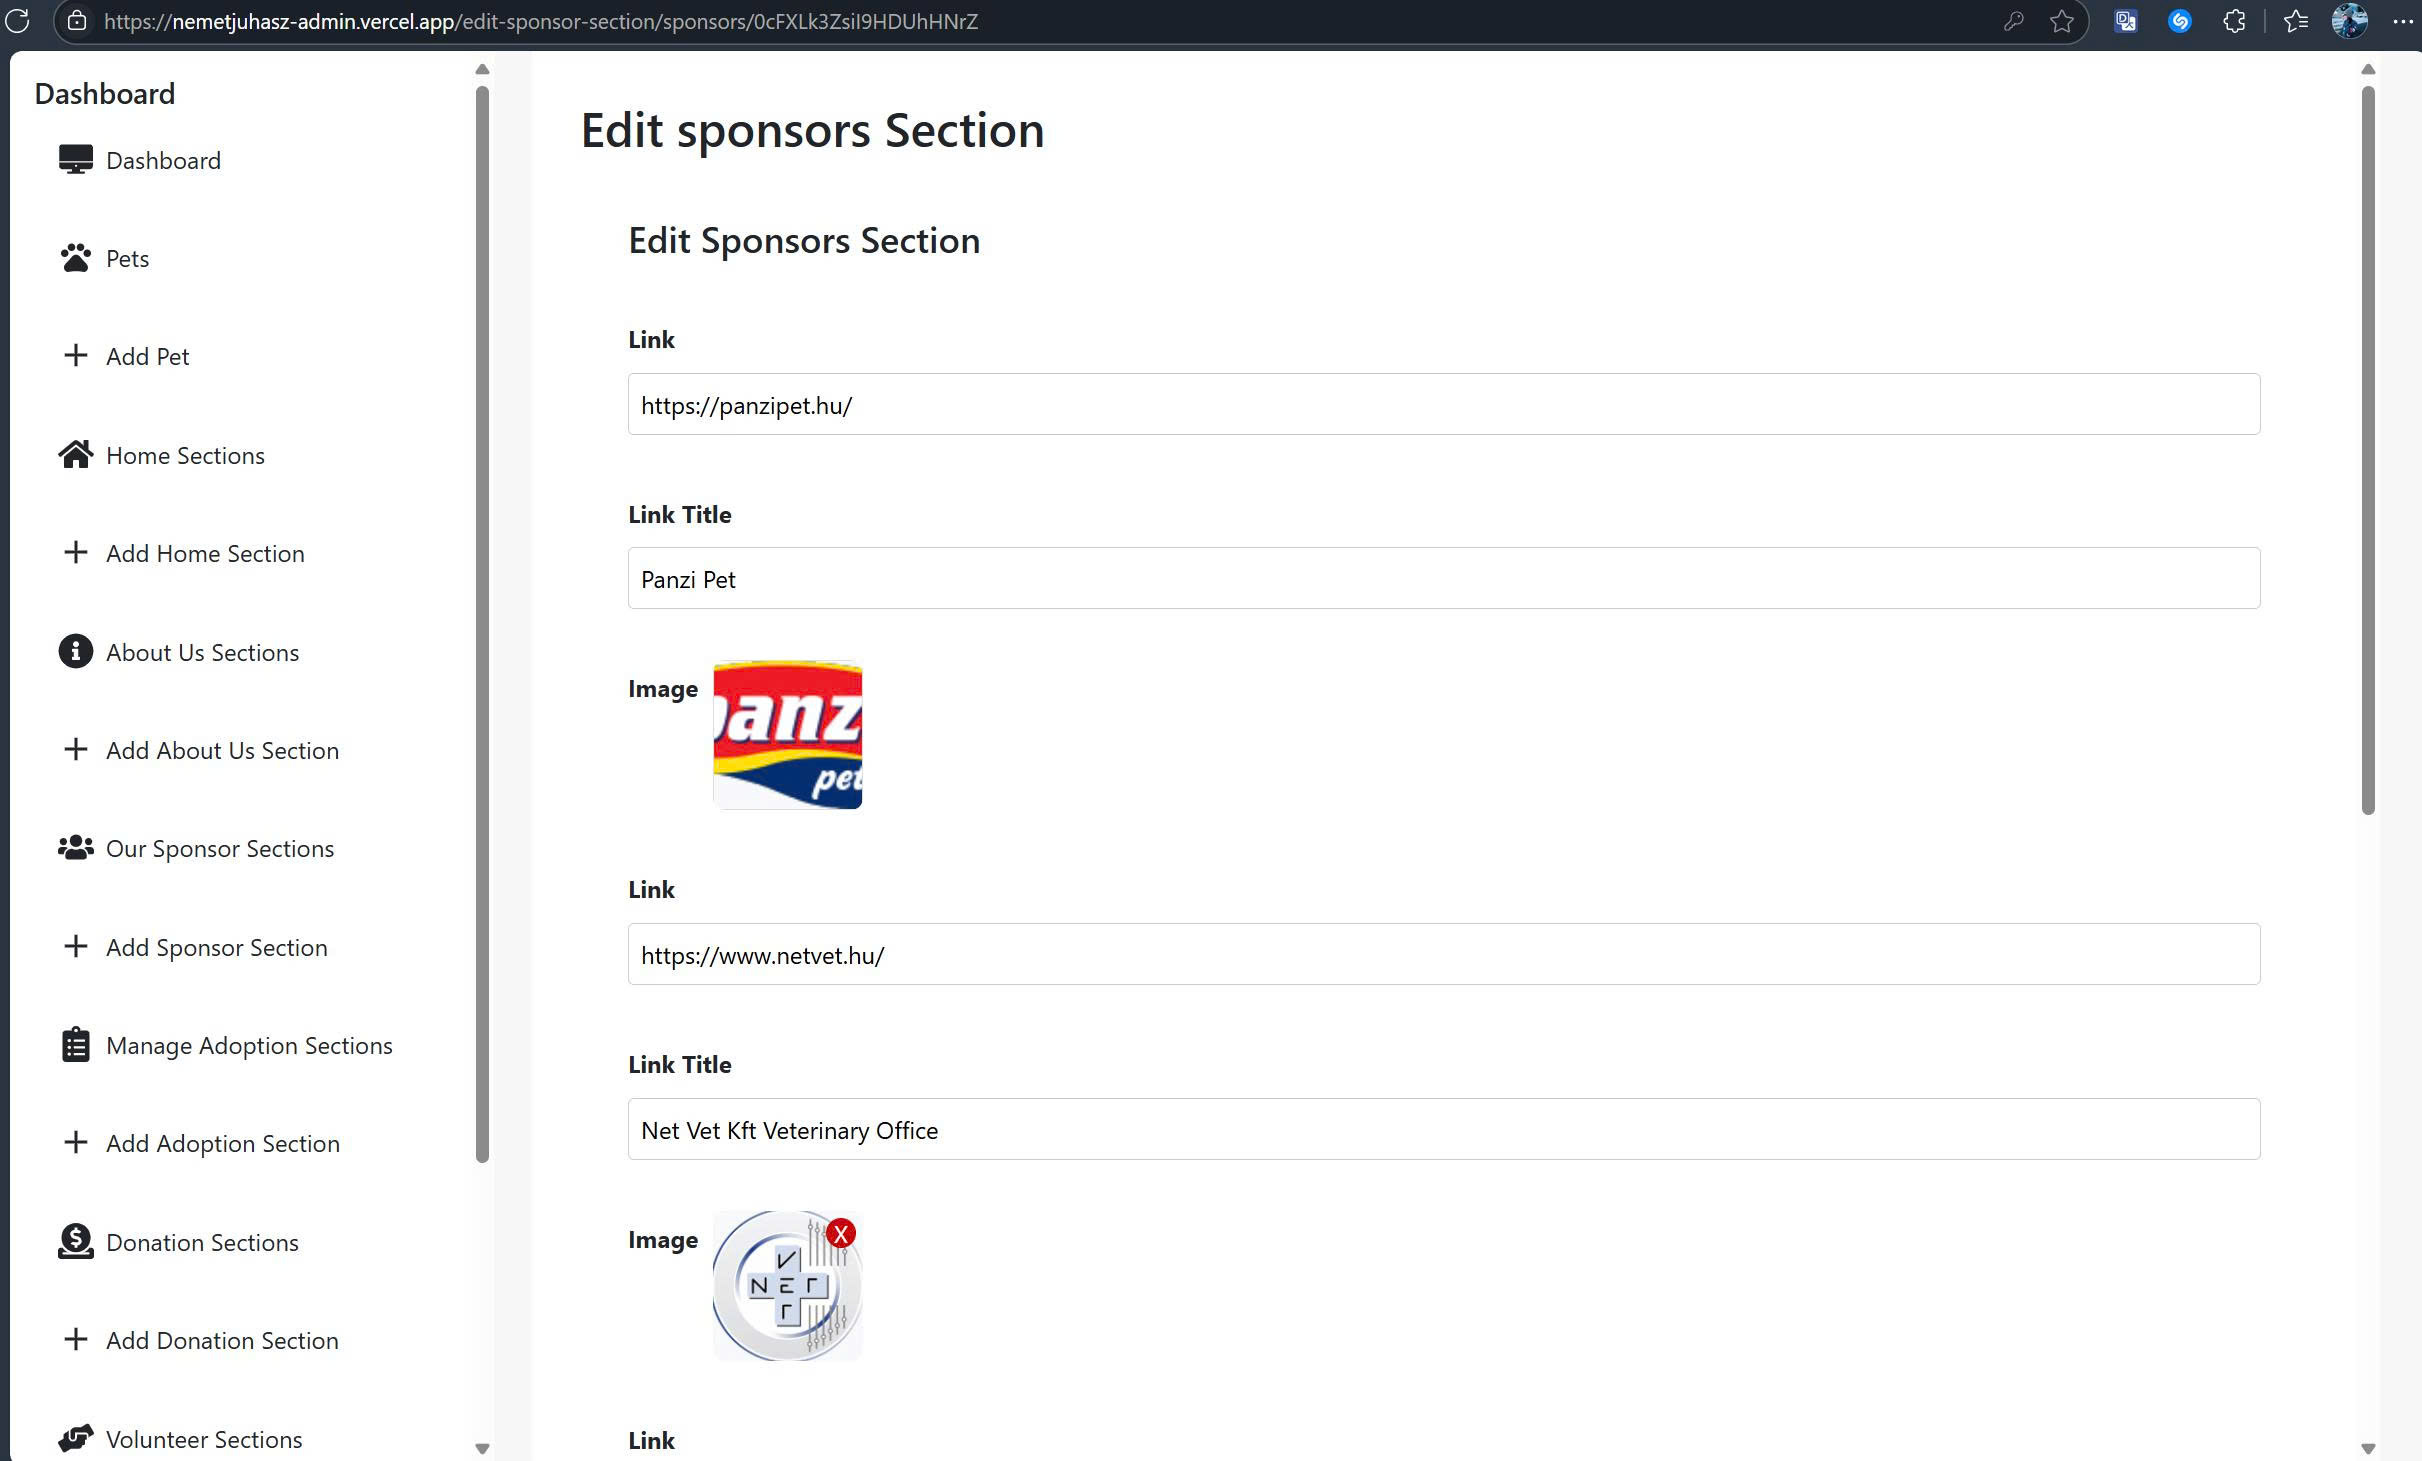 https://nemetjuhasz-admin.vercel.app/edit-sponsor-section/sponsors/0cFXLk3ZsiI9HDUhHNrZ
Dashboard
Dashboard
Pets
Add Pet
Home Sections
Add Home Section
About Us Sections
Add About Us Section
Our Sponsor Sections
Add Sponsor Section
Manage Adoption Sections
Add Adoption Section
Donation Sections
Add Donation Section
Volunteer Sections
Edit sponsors Section
Edit Sponsors Section
Link
https://panzipet.hu/
Link Title
Panzi Pet
Image
panz
pet
Link
https://www.netvet.hu/
Link Title
Net Vet Kft Veterinary Office
Image
X
V
NET
T
Link